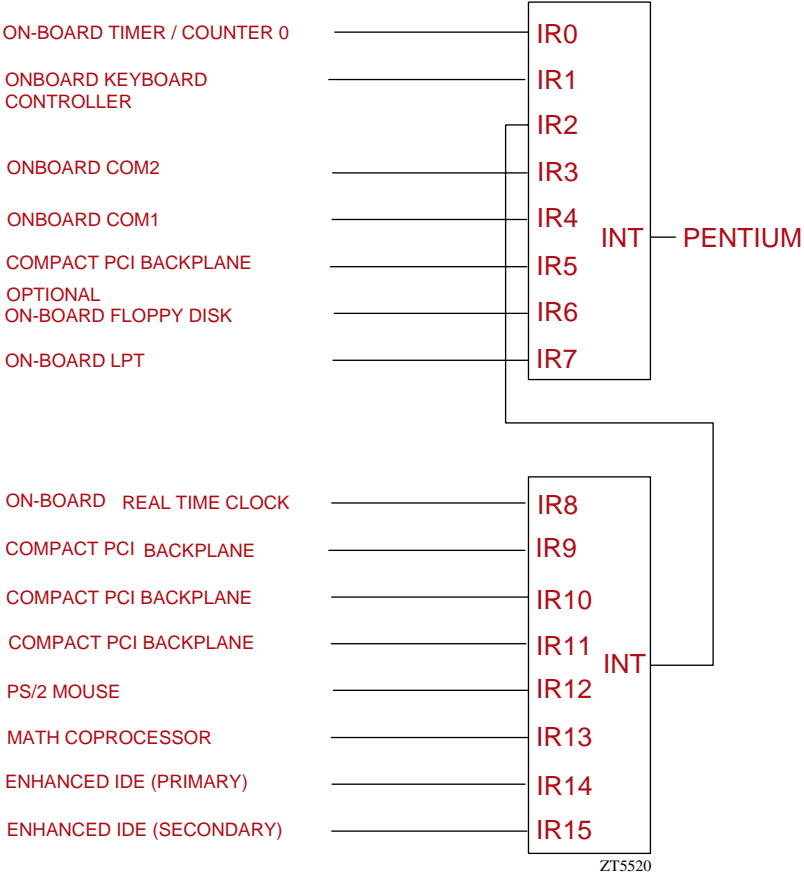 ON-BOARD TIMER / COUNTER 0 IR0
ONBOARD KEYBOARD
CONTROLLER IR1
IR2
ONBOARD COM2 IR3
ONBOARD COM1 IR4
INT PENTIUM
COMPACT PCI BACKPLANE IR5
OPTIONAL
ON-BOARD FLOPPY DISK IR6
ON-BOARD LPT IR7
ON-BOARD REAL TIME CLOCK IR8
COMPACT PCI BACKPLANE IR9
COMPACT PCI BACKPLANE IR10
COMPACT PCI BACKPLANE IR11
INT
PS/2 MOUSE IR12
MATH COPROCESSOR IR13
ENHANCED IDE (PRIMARY) IR14
ENHANCED IDE (SECONDARY) IR15
ZT5520